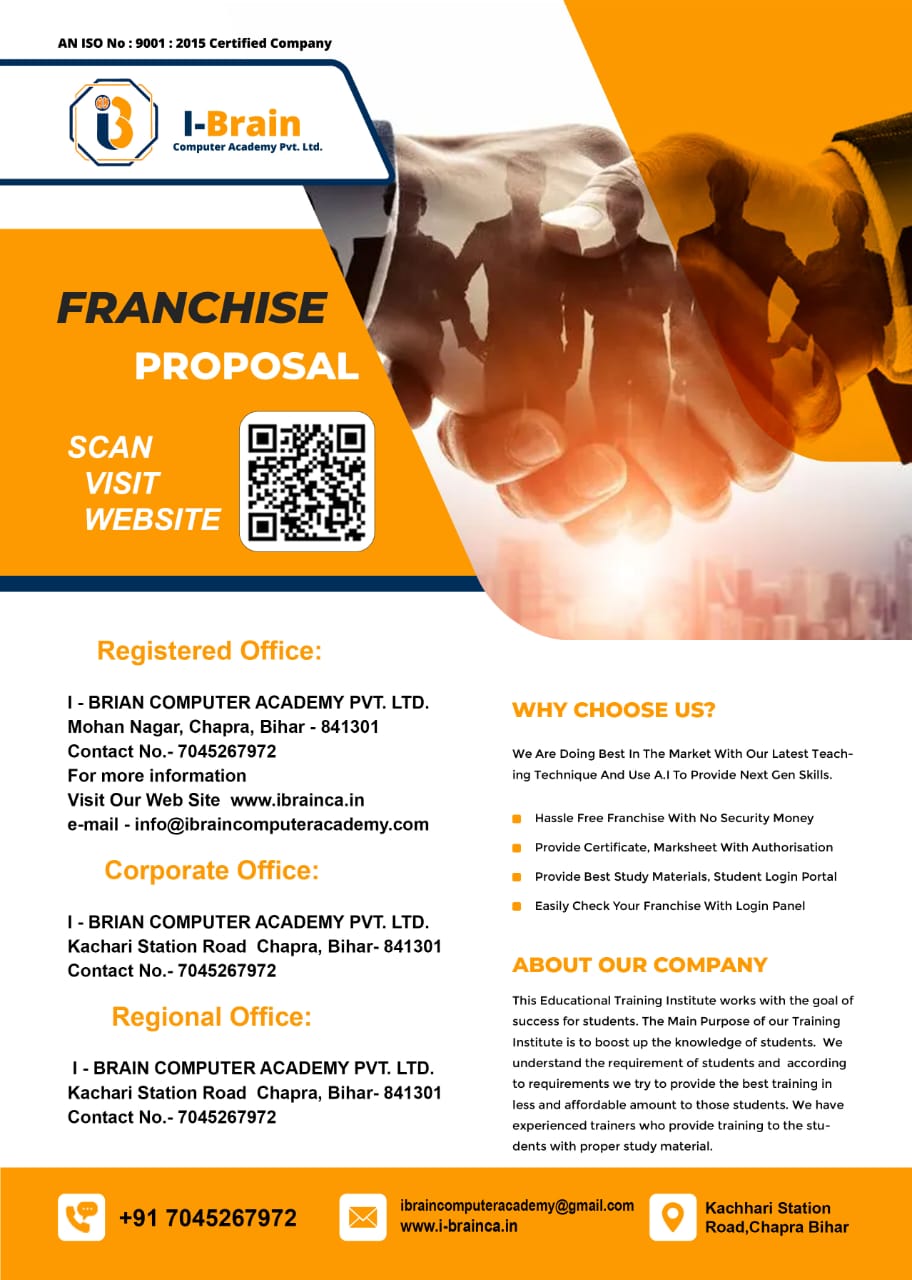 AN ISO No : 9001 : 2015 Certified Company
I-Brain
Computer Academy Pvt. Ltd.
FRANCHISE
PROPOSAL
SCAN
VISIT
WEBSITE
Registered Office:
I - BRIAN COMPUTER ACADEMY PVT. LTD.
Mohan Nagar, Chapra, Bihar - 841301
Contact No.- 7045267972
For more information
Visit Our Web Site  www.ibrainca.in
e-mail - info@ibraincomputeracademy.com
Corporate Office:
I - BRIAN COMPUTER ACADEMY PVT. LTD.
Kachari Station Road  Chapra, Bihar- 841301
Contact No.- 7045267972
Regional Office:
I - BRAIN COMPUTER ACADEMY PVT. LTD.
Kachari Station Road  Chapra, Bihar- 841301
Contact No.- 7045267972
WHY CHOOSE US?
We Are Doing Best In The Market With Our Latest Teach-
ing Technique And Use A.I To Provide Next Gen Skills.
Hassle Free Franchise With No Security Money
Provide Certificate, Marksheet With Authorisation
Provide Best Study Materials, Student Login Portal
Easily Check Your Franchise With Login Panel
ABOUT OUR COMPANY
This Educational Training Institute works with the goal of
success for students. The Main Purpose of our Training
Institute is to boost up the knowledge of students.  We
understand the requirement of students and  according
to requirements we try to provide the best training in
less and affordable amount to those students. We have
experienced trainers who provide training to the stu-
dents with proper study material.
+91 7045267972
ibraincomputeracademy@gmail.com
www.i-brainca.in
Kachhari Station
Road,Chapra Bihar